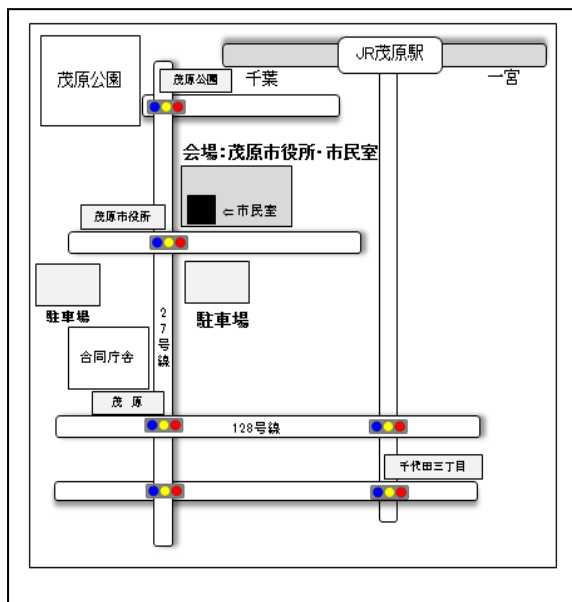 JR茂原駅
茂原公園
茂原公園
千葉
一宮
会場：茂原市役所・市民室
⇐市民室
茂原市役所
駐車場
駐車場
27号線
合同庁舎
茂 原
128号線
千代田三丁目